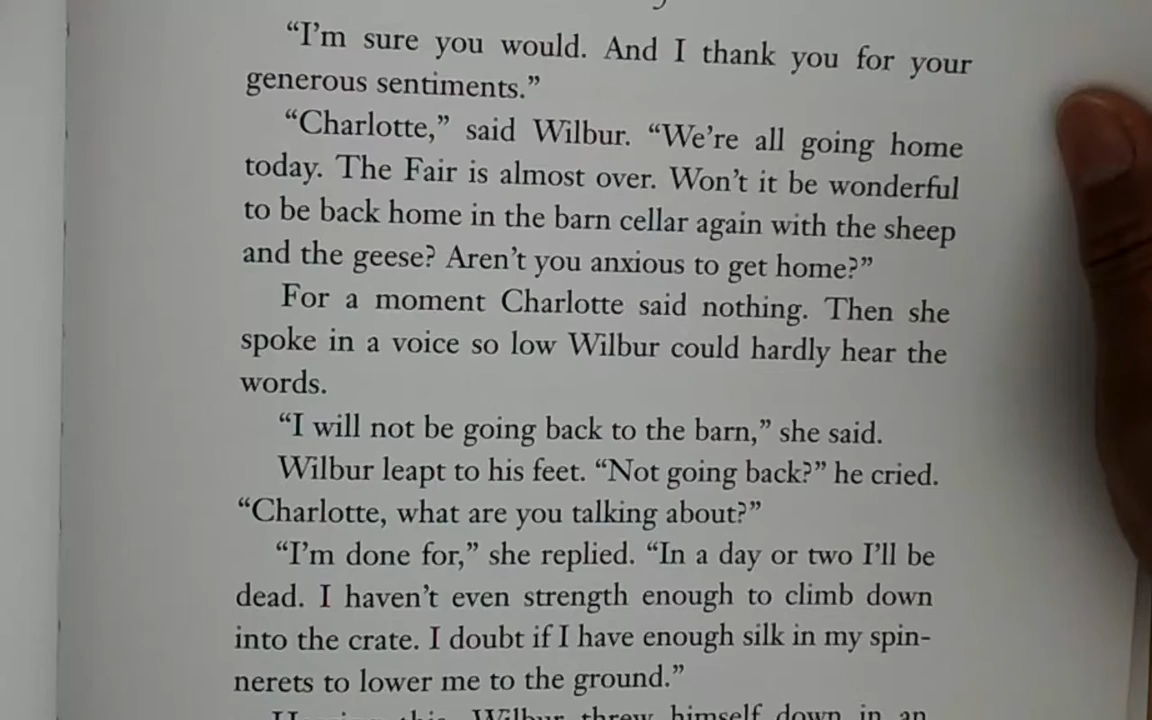 “I’m sure you would. And I thank you for your
generous sentiments.”
“Charlotte,” said Wilbur. “We’re all going home
today. The Fair is almost over. Won’t it be wonderful
to be back home in the barn cellar again with the sheep
and the geese? Aren’t you anxious to get home?”
For a moment Charlotte said nothing. Then she
spoke in a voice so low Wilbur could hardly hear the
words.
“I will not be going back to the barn,” she said.
Wilbur leapt to his feet. “Not going back?” he cried.
“Charlotte, what are you talking about?”
“I’m done for,” she replied. “In a day or two I’ll be
dead. I haven’t even strength enough to climb down
into the crate. I doubt if I have enough silk in my spin-
nerets to lower me to the ground.”
Wilbur threw himself down in an